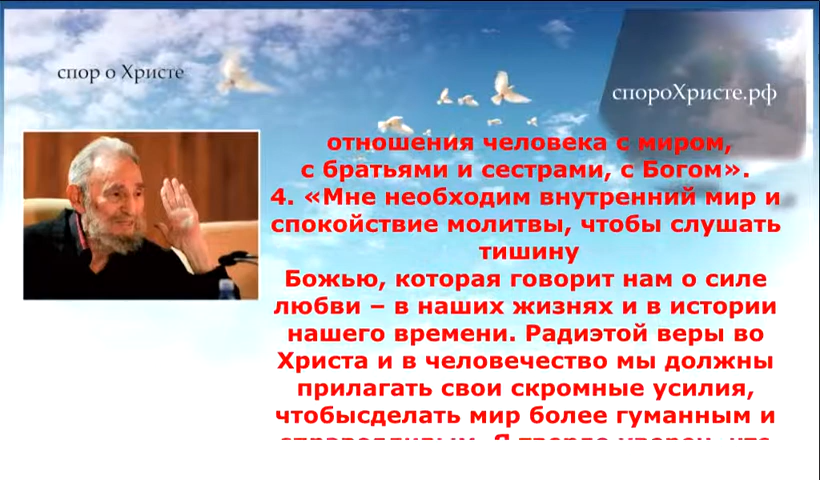 спор о Христе
спороХристе.рф
отношения человека с миром,
с братьями и сестрами, с Богом».
4. «Мне необходим внутренний мир и
спокойствие молитвы, чтобы слушать
тишину
Божью, которая говорит нам о силе
любви – в наших жизнях и в истории
нашего времени. Радиэтой веры во
Христа и в человечество мы должны
прилагать свои скромные усилия,
чтобысделать мир более гуманным и